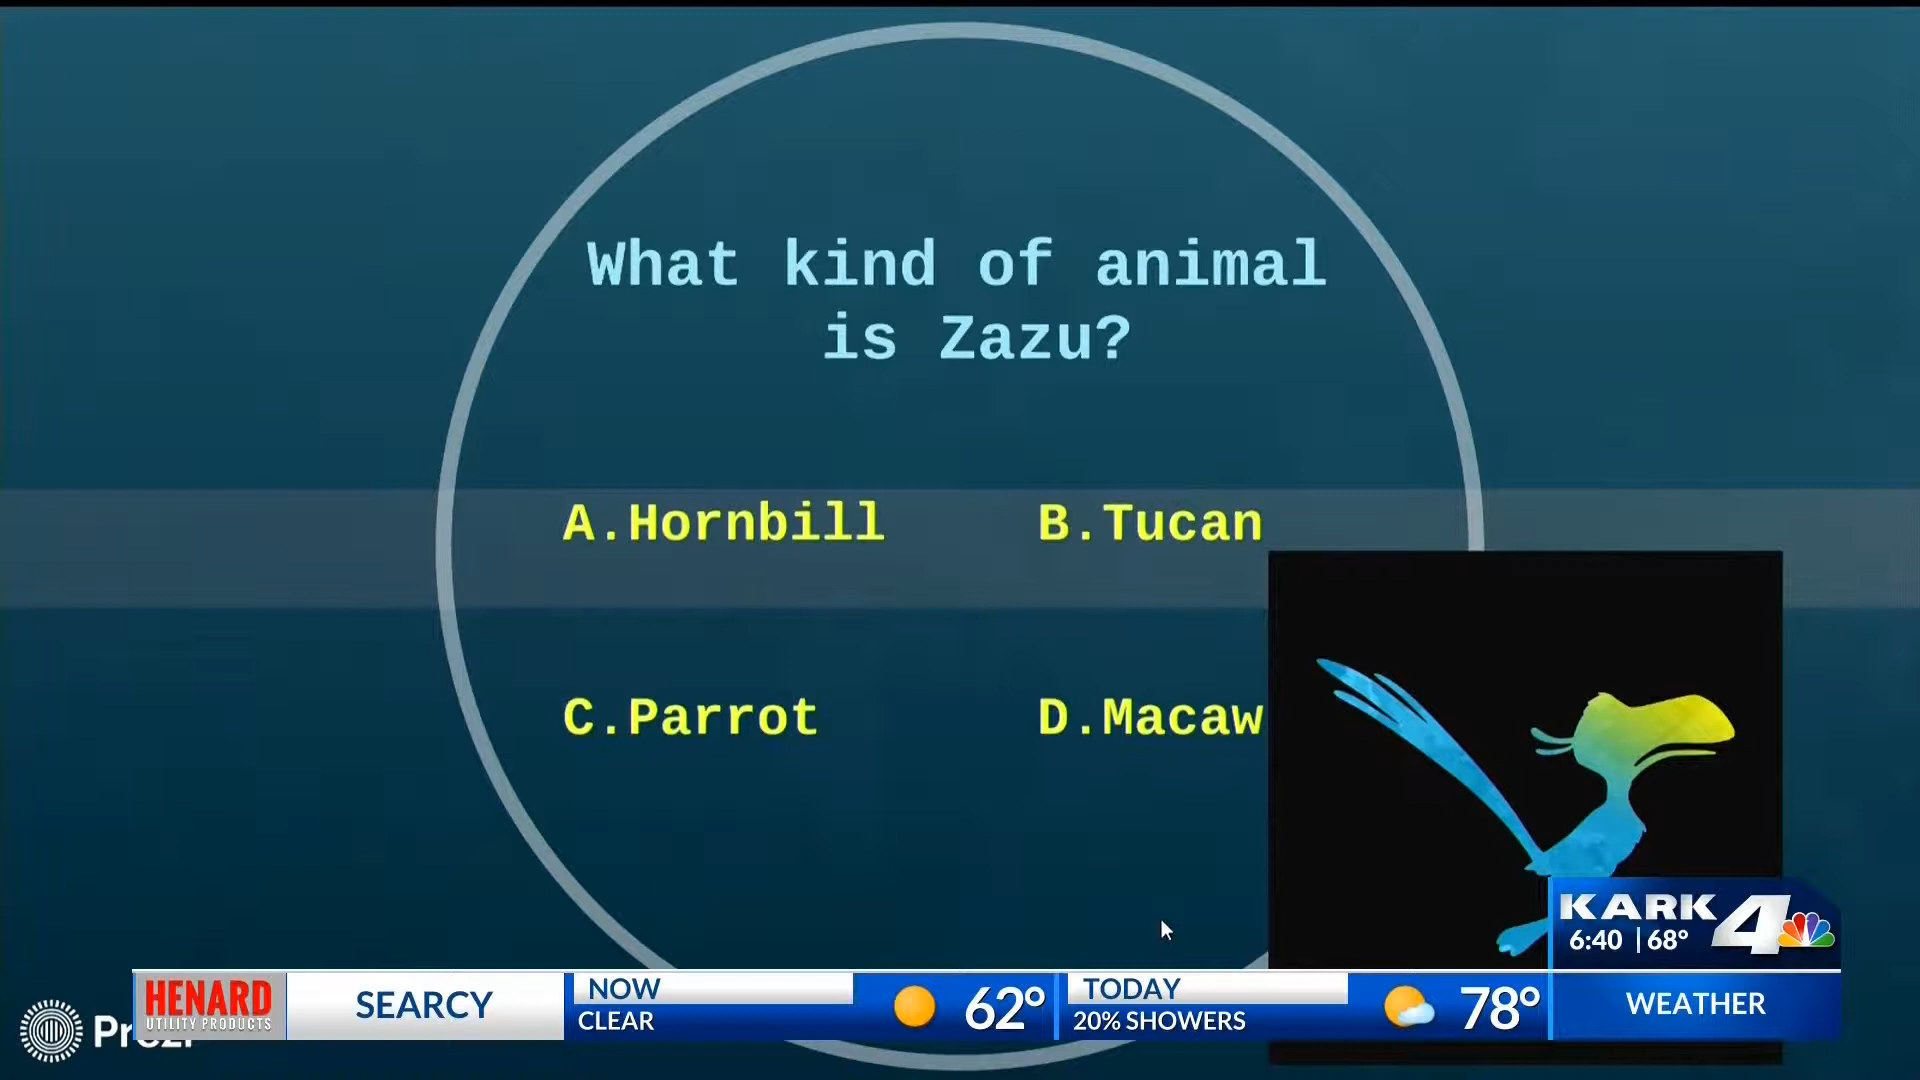 What kind of animal
is Zazu?
A.Hornbill
B.Tucan
C.Parrot
D.Macaw
KARK 4
6:40 | 68°
HENARD
UTILITY PRODUCTS
SEARCY
NOW
CLEAR
62°
TODAY
20% SHOWERS
78°
WEATHER